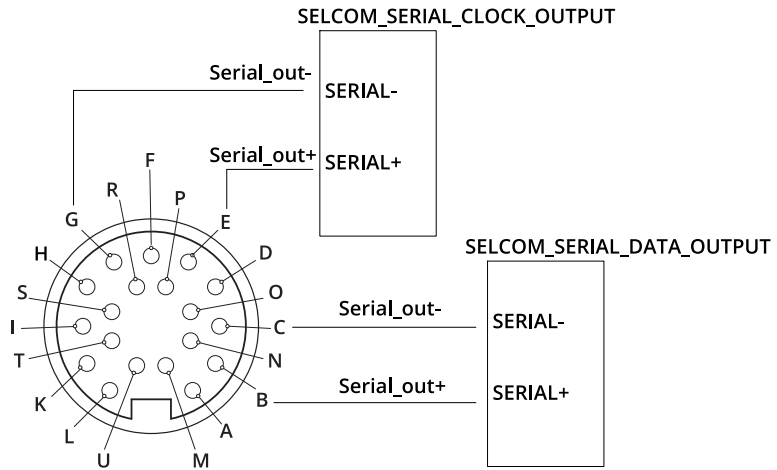 SELCOM_SERIAL_CLOCK_OUTPUT
Serial_out-
SERIAL-
Serial_out+
SERIAL+
F
R
P
G
E
H
D
SELCOM_SERIAL_DATA_OUTPUT
S
O
Serial_out-
SERIAL-
I
C
T
N
Serial_out+
SERIAL+
K
B
L
A
U
M